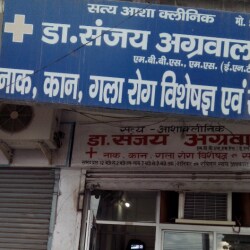 सत्य आशा क्लीनिक मो.
डा. संजय अग्रवाल
एम.बी.बी.एस., एम.एस. (ई.एन.
नाक, कान, गला रोग विशेषज्ञ एवं
सत्य-आशा क्लीनिक
डा. संजय अग्रवाल
नाक, कान, गला रोग विशेषज्ञ